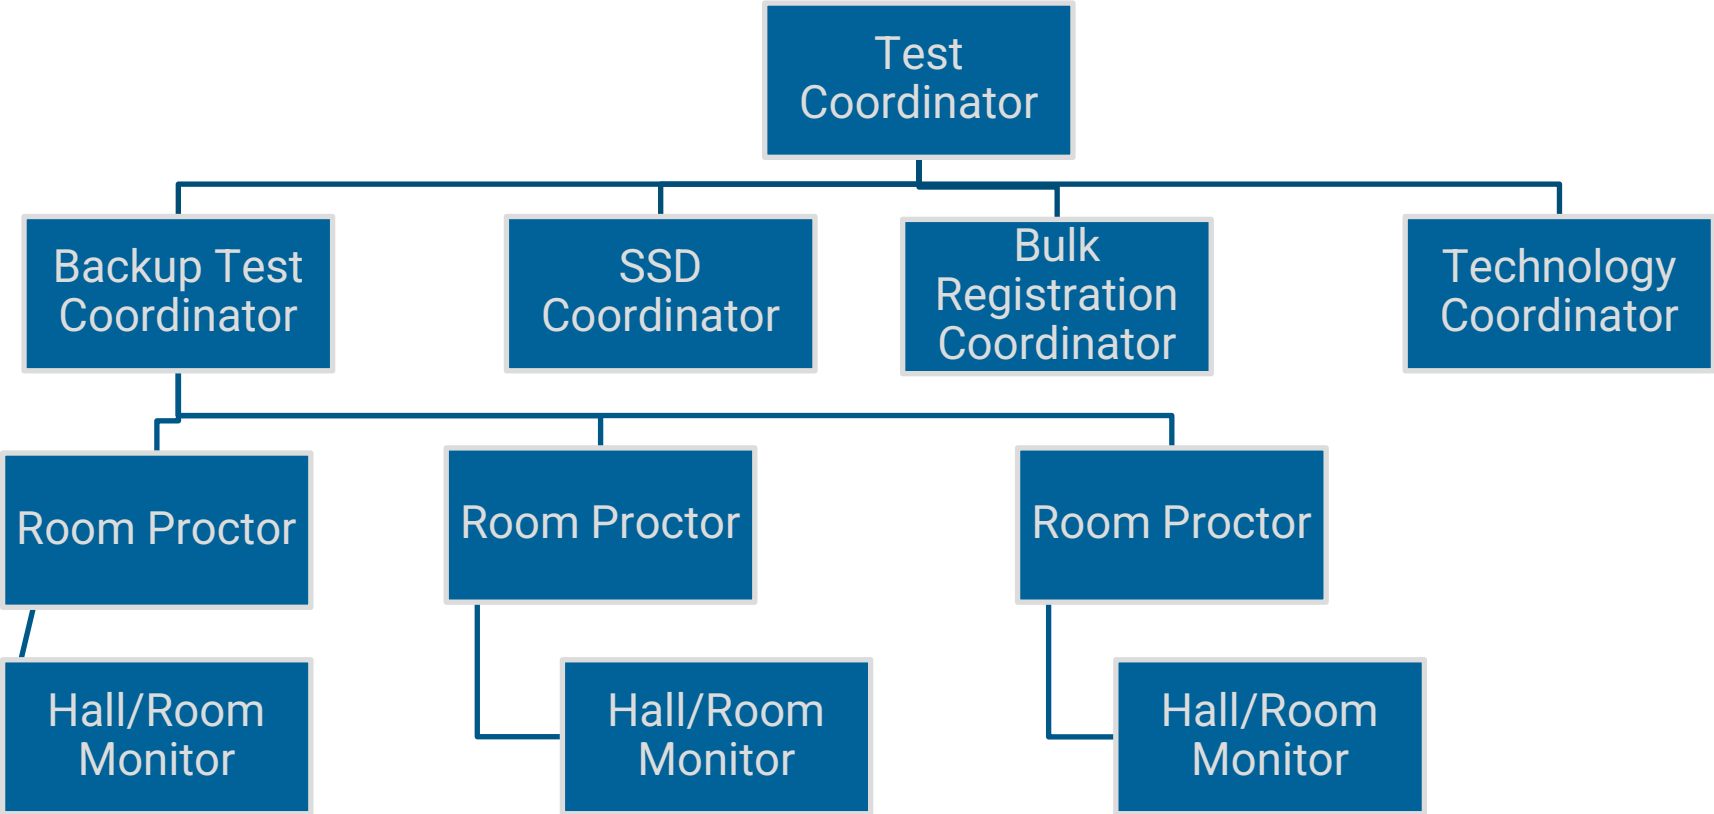 Test
Coordinator
Backup Test
Coordinator
SSD
Coordinator
Bulk
Registration
Coordinator
Technology
Coordinator
Room Proctor
Room Proctor
Room Proctor
Hall/Room
Monitor
Hall/Room
Monitor
Hall/Room
Monitor